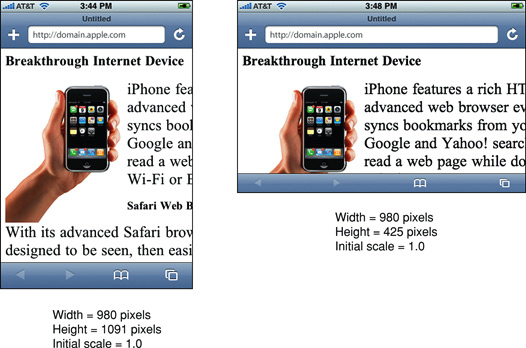 AT&T 3:44 PM
Untitled
http://domain.apple.com
Breakthrough Internet Device
iPhone fea
advanced
syncs bool
Google an
read a web
Wi-Fi or E
Safari Web B
With its advanced Safari brow
designed to be seen, then easi
Width = 980 pixels
Height = 1091 pixels
Initial scale = 1.0
AT&T 3:48 PM
Untitled
http://domain.apple.com
Breakthrough Internet Device
iPhone features a rich HT
advanced web browser ev
syncs bookmarks from yo
Google and Yahoo! searc
read a web page while do
Width = 980 pixels
Height = 425 pixels
Initial scale = 1.0